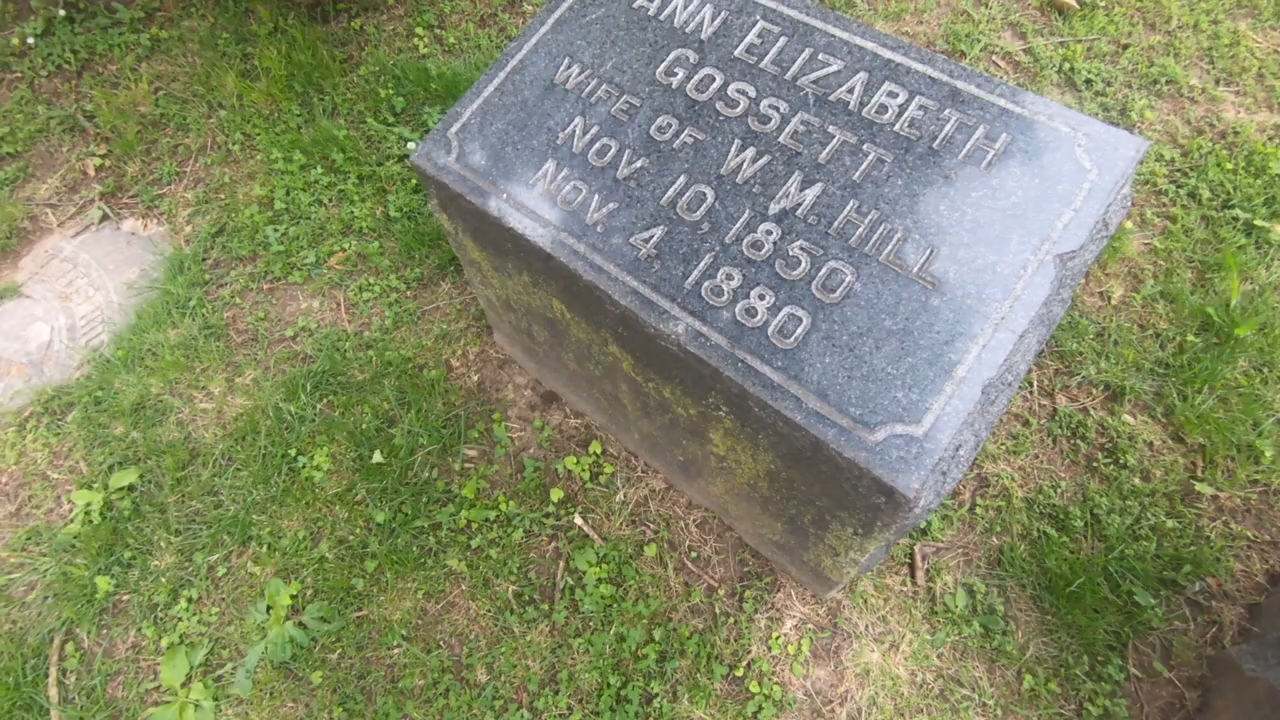 ANN ELIZABETH
GOSSETT
WIFE OF W. M. HILL
NOV. 10, 1850
NOV. 4, 1880